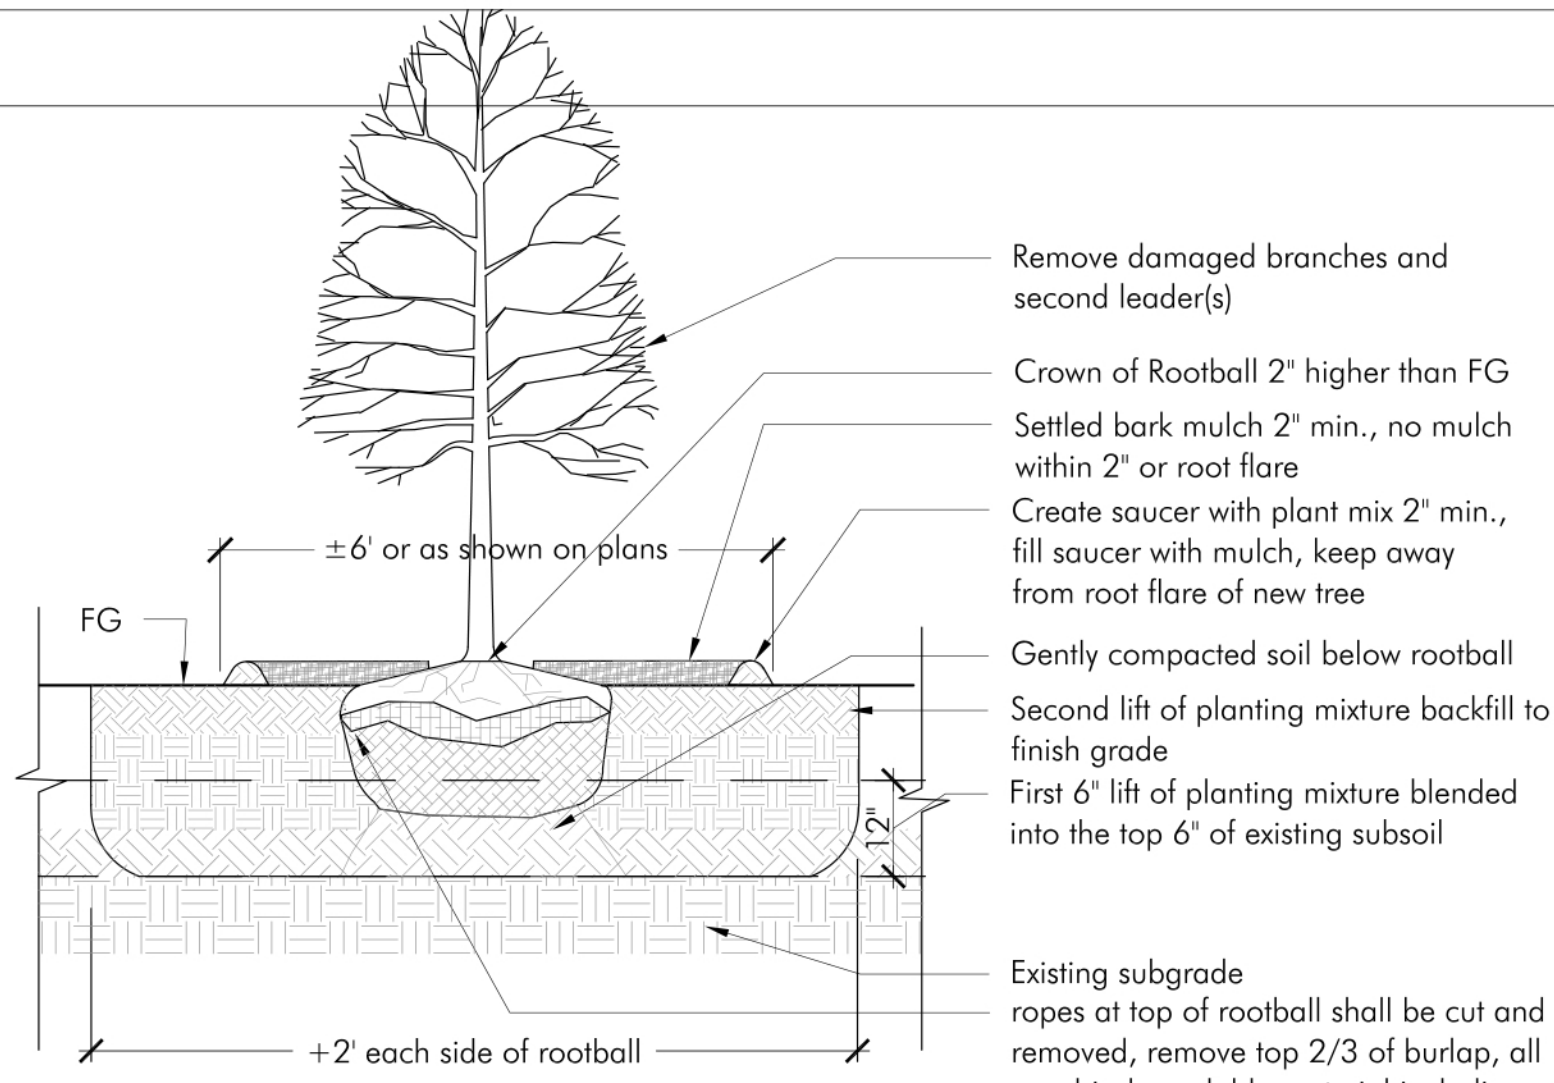 Remove damaged branches and
second leader(s)
Crown of Rootball 2" higher than FG
Settled bark mulch 2" min., no mulch
within 2" or root flare
Create saucer with plant mix 2" min.,
fill saucer with mulch, keep away
from root flare of new tree
±6' or as shown on plans
FG
Gently compacted soil below rootball
Second lift of planting mixture backfill to
finish grade
First 6" lift of planting mixture blended
into the top 6" of existing subsoil
12"
Existing subgrade
ropes at top of rootball shall be cut and
removed, remove top 2/3 of burlap, all
+2' each side of rootball